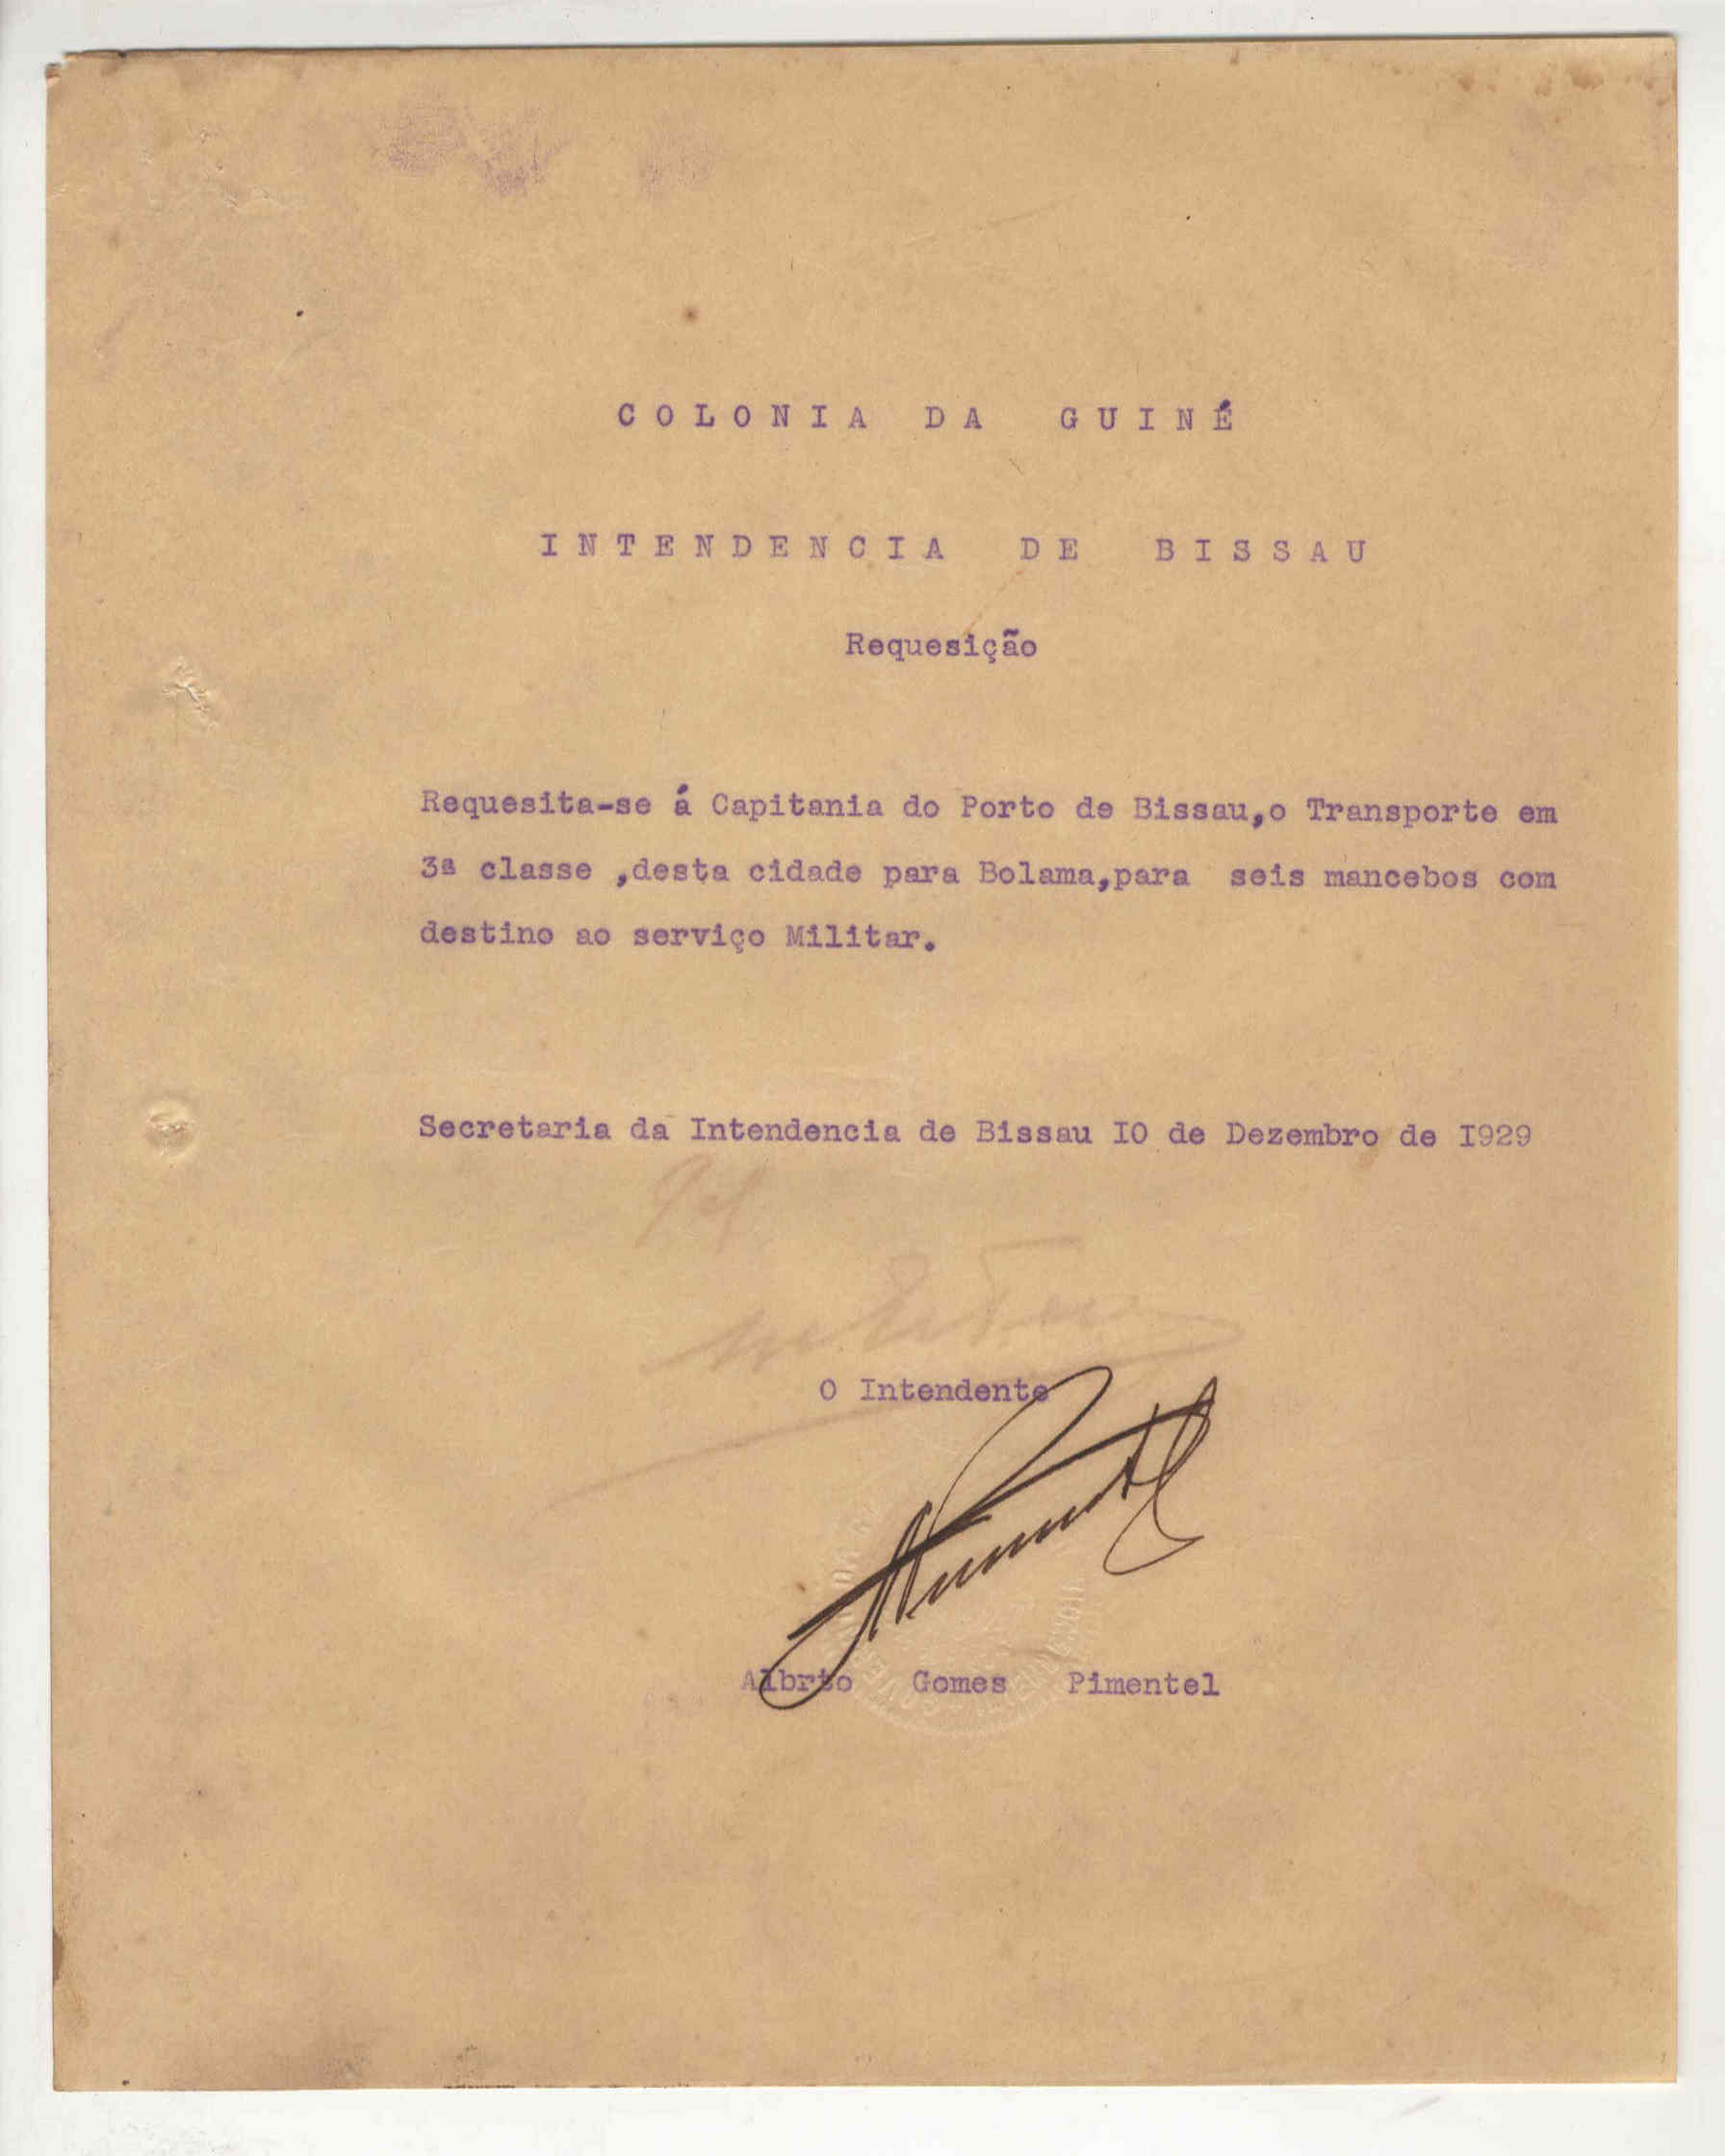 COLONIA DA GUINÉ
INTENDENCIA DE BISSAU
Requesição
Requesita-se á Capitania do Porto de Bissau,o Transporte em
3ª classe ,desta cidade para Bolama,para seis mancebos com
destino ao serviço Militar.
Secretaria da Intendencia de Bissau IO de Dezembro de I929
O Intendente
Albrto Gomes Pimentel